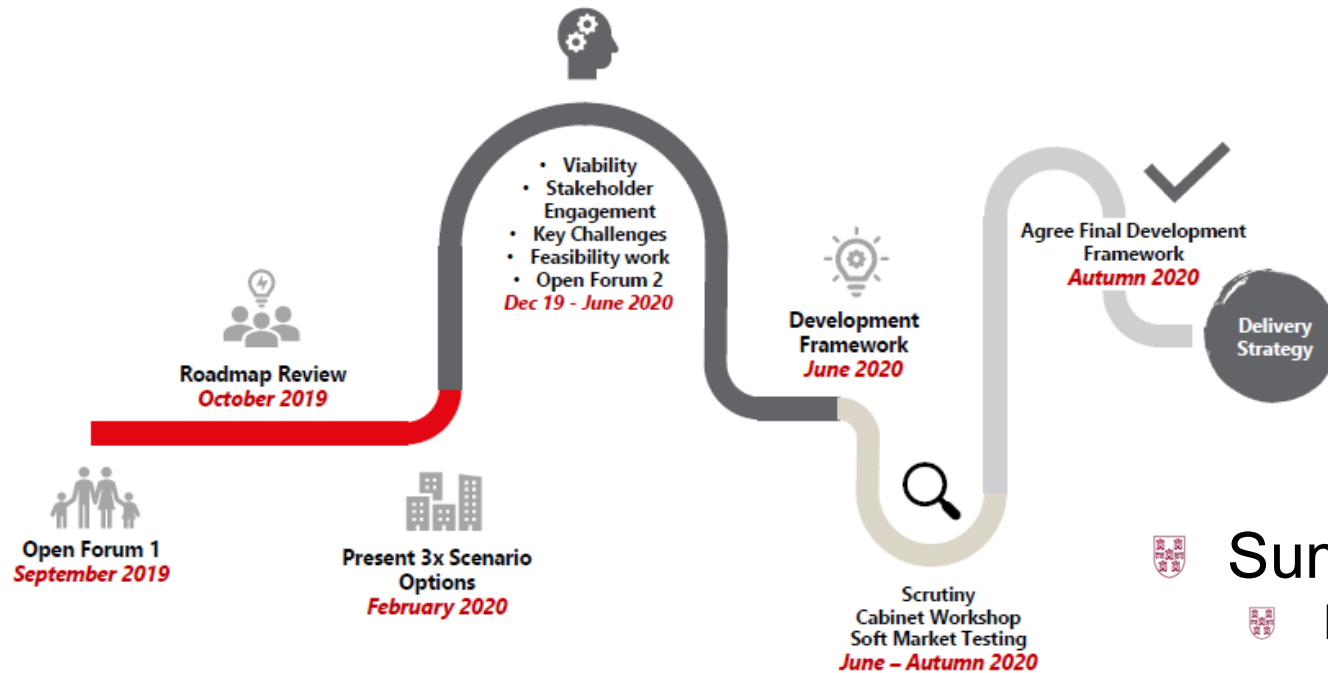 Roadmap Review
October 2019
Open Forum 1
September 2019
Present 3x Scenario
Options
February 2020
• Viability
• Stakeholder
Engagement
• Key Challenges
• Feasibility work
• Open Forum 2
Dec 19 - June 2020
Development
Framework
June 2020
Scrutiny
Cabinet Workshop
Soft Market Testing
June – Autumn 2020
Agree Final Development
Framework
Autumn 2020
Delivery
Strategy